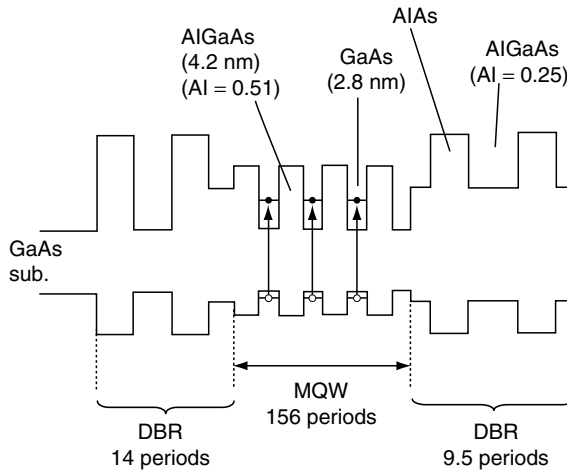 AlGaAs
(4.2 nm)
(Al = 0.51)
GaAs
(2.8 nm)
AlAs
AlGaAs
(Al = 0.25)
GaAs
sub.
MQW
156 periods
DBR
14 periods
DBR
9.5 periods